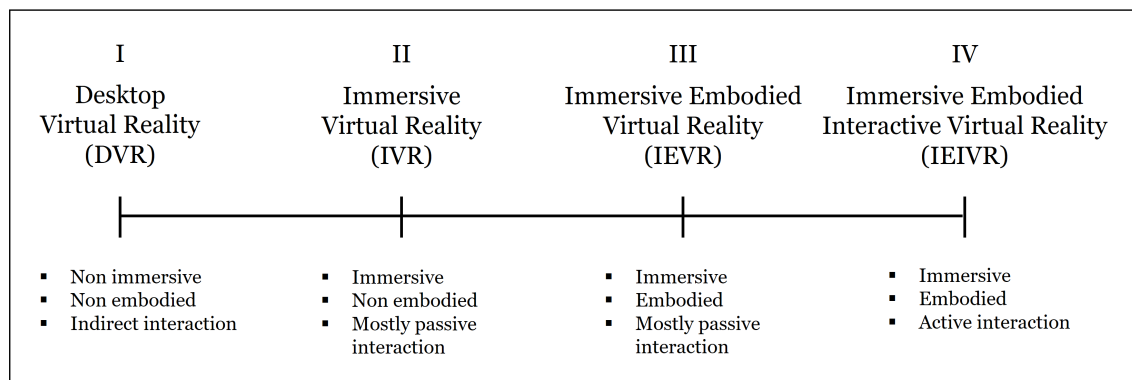 I
Desktop
Virtual Reality
(DVR)
II
Immersive
Virtual Reality
(IVR)
III
Immersive Embodied
Virtual Reality
(IEVR)
IV
Immersive Embodied
Interactive Virtual Reality
(IEIVR)
▪ Non immersive
▪ Non embodied
▪ Indirect interaction
▪ Immersive
▪ Non embodied
▪ Mostly passive
interaction
▪ Immersive
▪ Embodied
▪ Mostly passive
interaction
▪ Immersive
▪ Embodied
▪ Active interaction